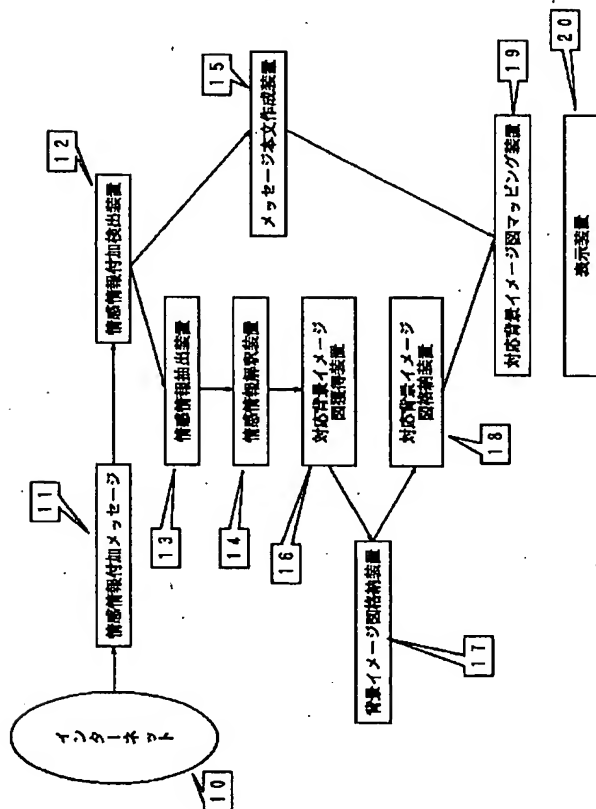 インターネット
10
情感情報付加メッセージ
11
情感情報付加検出装置
12
情感情報抽出装置
13
情感情報解釈装置
14
メッセージ本文作成装置
15
対応背景イメージ
図獲得装置
16
背景イメージ図格納装置
17
対応背景イメージ
図格納装置
18
対応背景イメージ図マッピング装置
19
表示装置
20